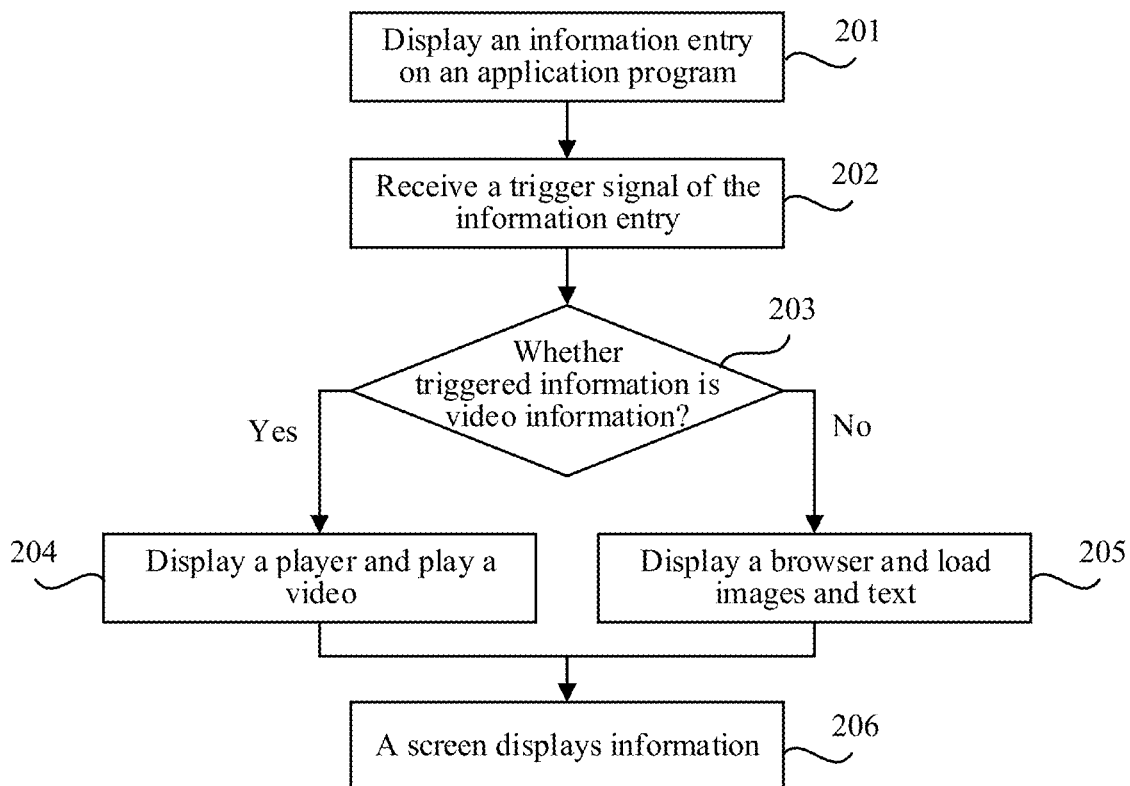 Display an information entry
on an application program
201
Receive a trigger signal of the
information entry
202
203
Whether
triggered information is
video information?
Yes
No
204
Display a player and play a
video
Display a browser and load
images and text
205
A screen displays information
206